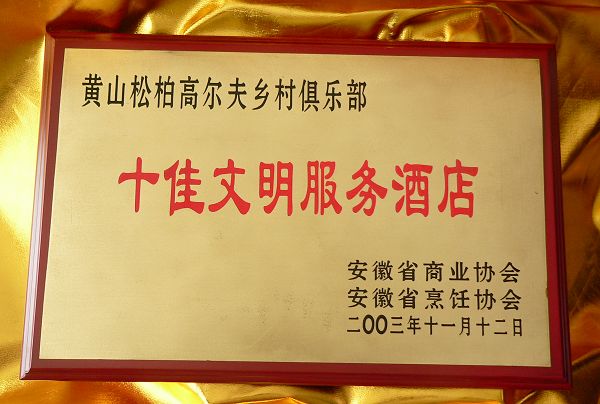 黄山松柏高尔夫乡村俱乐部
十佳文明服务酒店
安徽省商业协会
安徽省烹饪协会
二〇〇三年十一月十二日